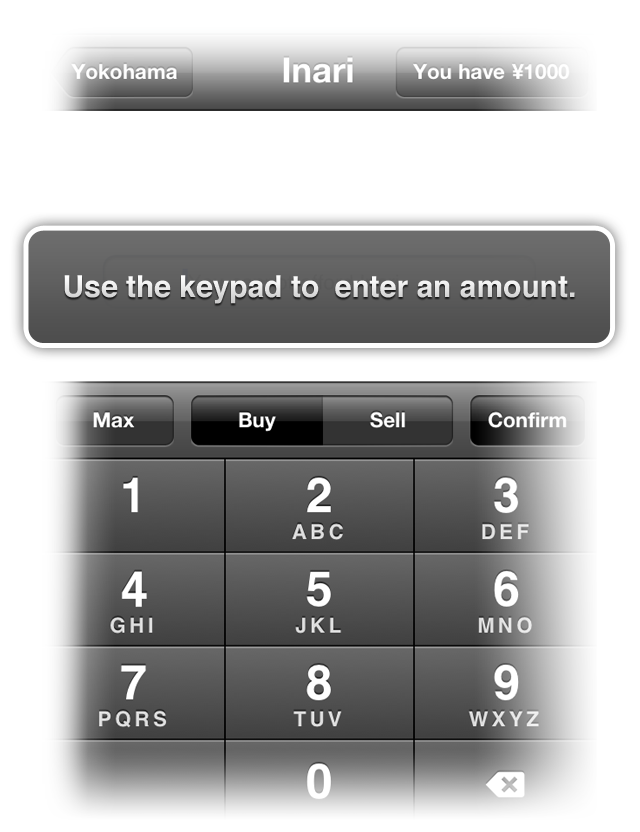 Yokohama Inari You have ¥1000
Use the keypad to enter an amount.
Max Buy Sell Confirm
1 2 3
ABC DEF
4 5 6
GHI JKL MNO
7 8 9
PQRS TUV WXYZ
0